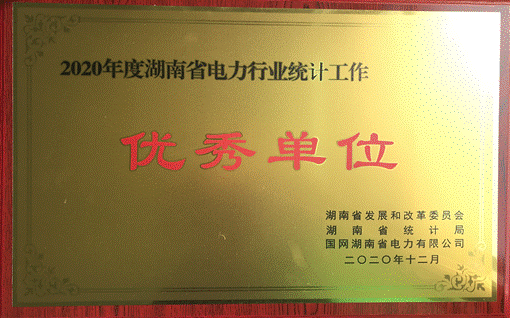 2020年度湖南省电力行业统计工作
优秀单位
湖南省发展和改革委员会
湖南省统计局
国网湖南省电力有限公司
二〇二〇年十二月